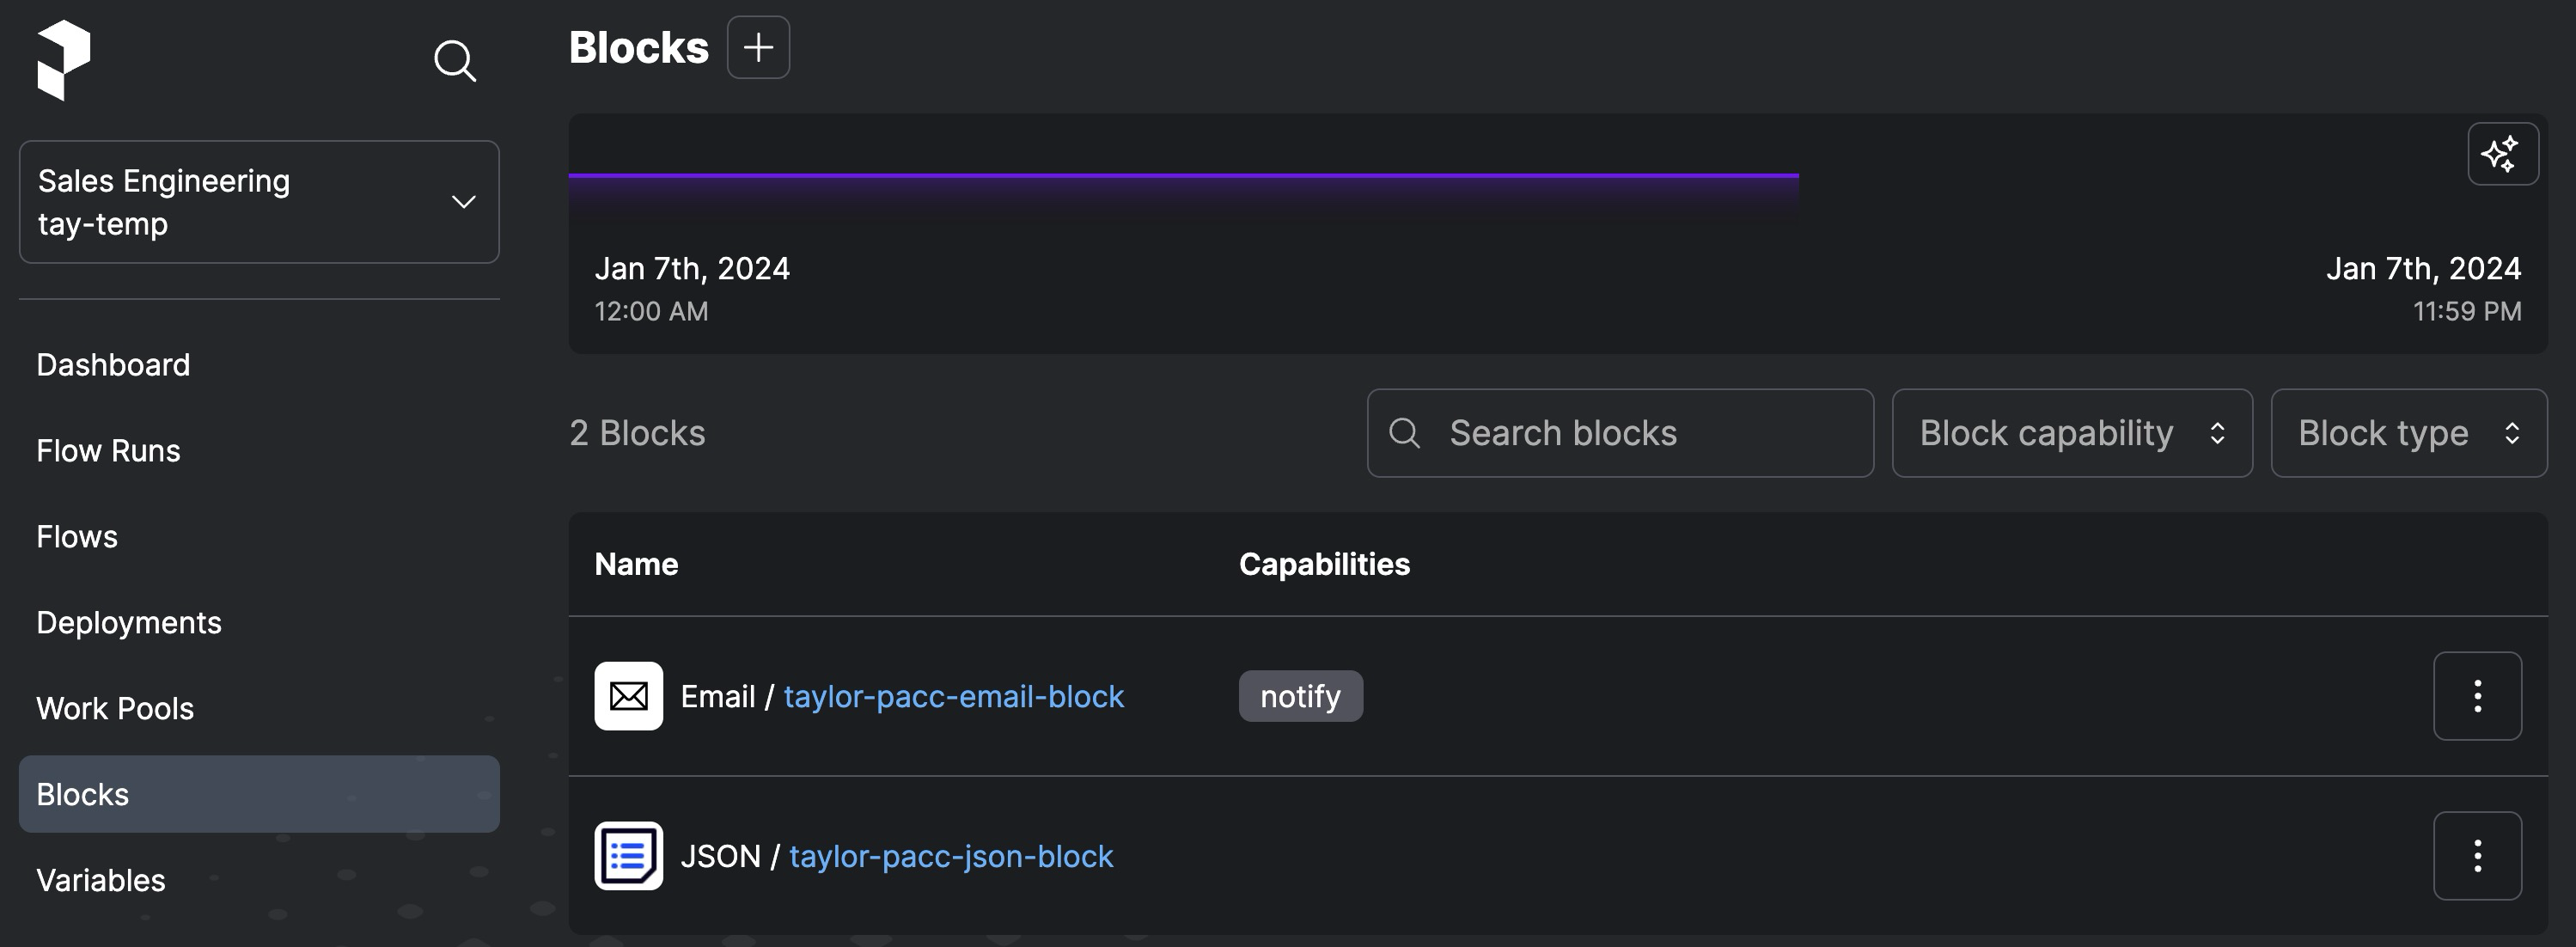 Blocks
Sales Engineering
tay-temp
Jan 7th, 2024
12:00 AM
Jan 7th, 2024
11:59 PM
Dashboard
Flow Runs
Flows
Deployments
Work Pools
Blocks
Variables
2 Blocks
Search blocks
Block capability
Block type
Name Capabilities
Email / taylor-pacc-email-block notify
JSON / taylor-pacc-json-block